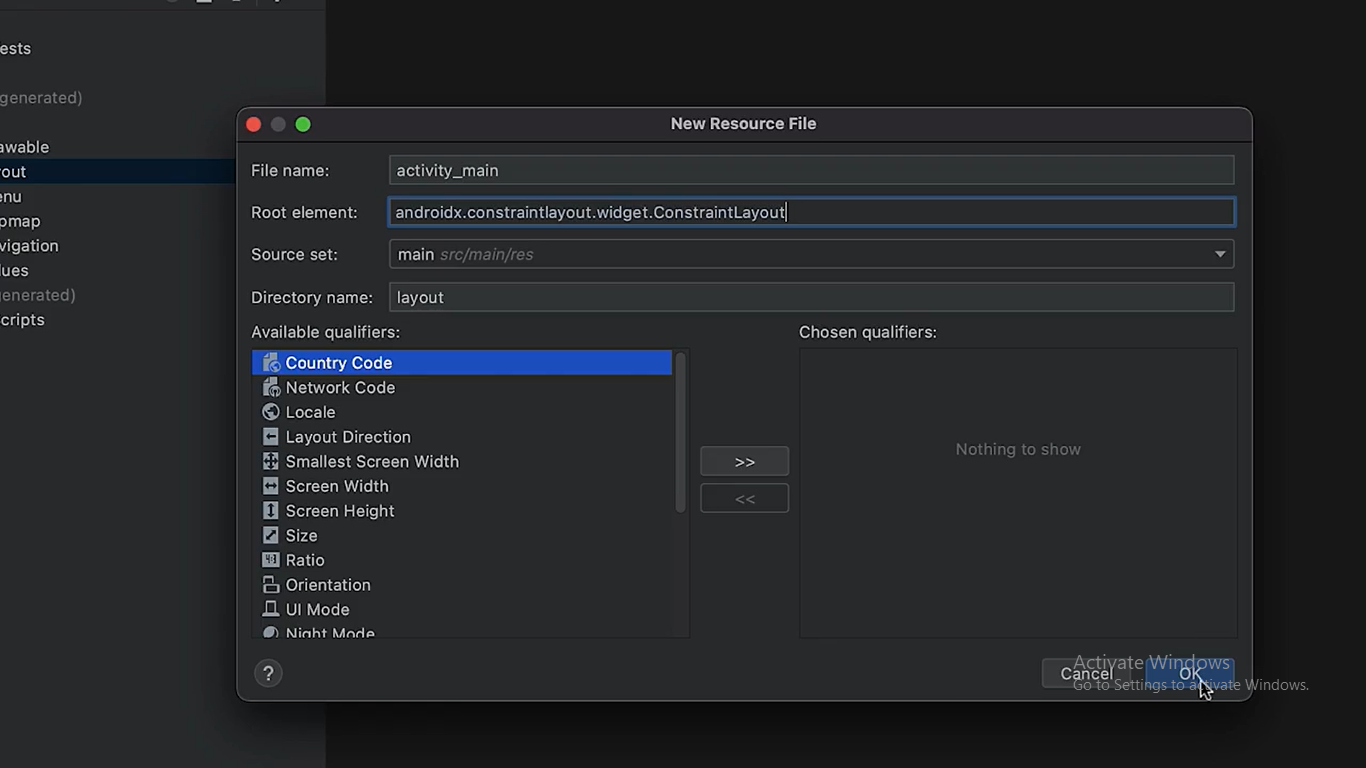 ests
generated)
awable
out
enu
pmap
vigation
lues
enerated)
cripts
New Resource File
File name:
activity_main
Root element:
androidx.constraintlayout.widget.ConstraintLayout
Source set:
main src/main/res
Directory name:
layout
Available qualifiers:
Country Code
Network Code
Locale
Layout Direction
Smallest Screen Width
Screen Width
Screen Height
Size
Ratio
Orientation
UI Mode
Night Mode
>>
<<
Chosen qualifiers:
Nothing to show
?
Cancel
OK
Activate Windows
Go to Settings to activate Windows.